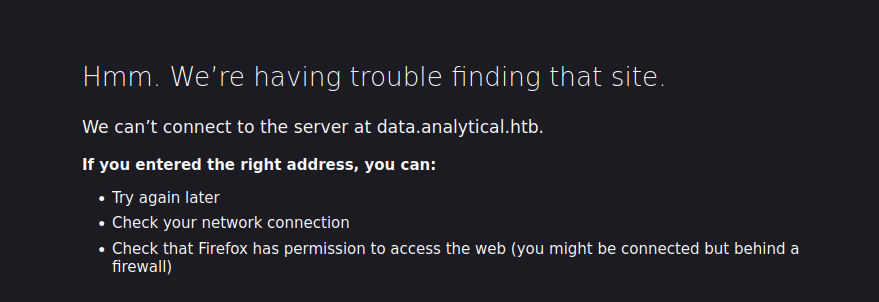 Hmm. We’re having trouble finding that site.
We can’t connect to the server at data.analytical.htb.
If you entered the right address, you can:
• Try again later
• Check your network connection
• Check that Firefox has permission to access the web (you might be connected but behind a
firewall)